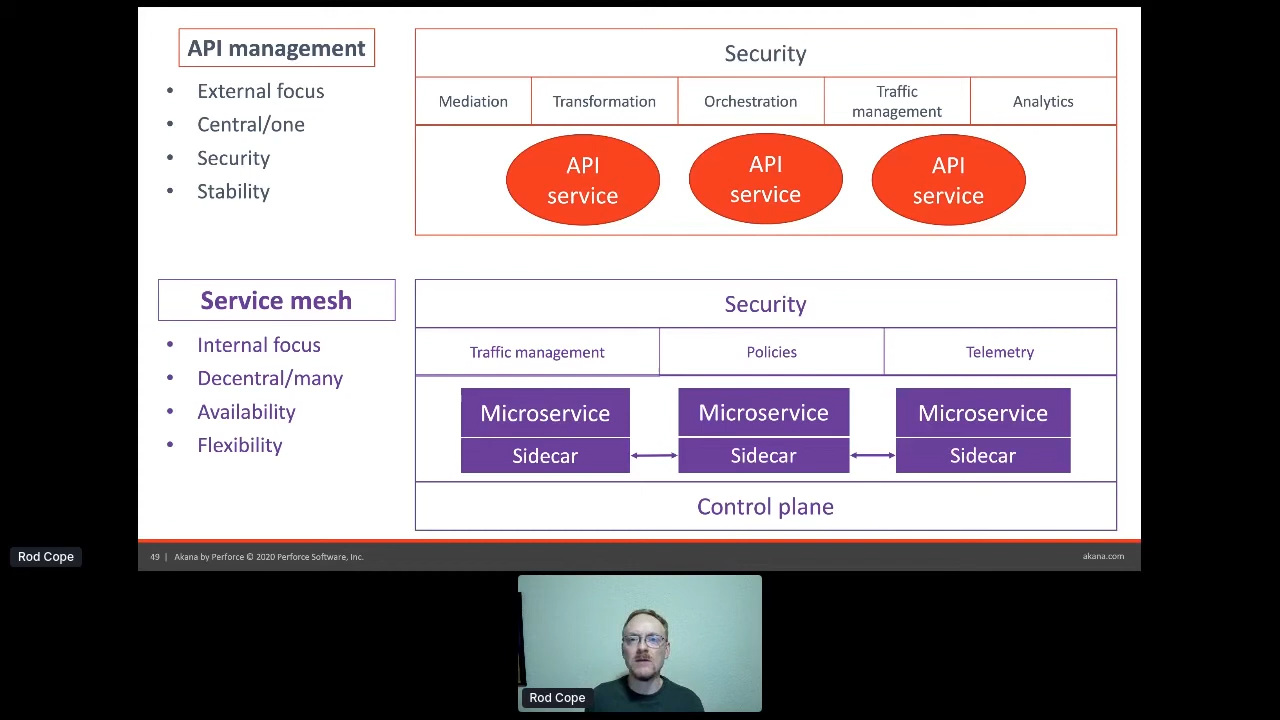 API management
• External focus
• Central/one
• Security
• Stability
Security
Mediation
Transformation
Orchestration
Traffic
management
Analytics
API
service
API
service
API
service
Service mesh
• Internal focus
• Decentral/many
• Availability
• Flexibility
Security
Traffic management
Policies
Telemetry
Microservice
Sidecar
Microservice
Sidecar
Microservice
Sidecar
Control plane
49 | Akana by Perforce © 2020 Perforce Software, Inc.
akana.com
Rod Cope
Rod Cope